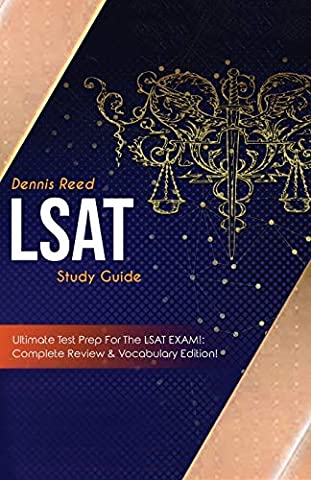 Dennis Reed
LSAT
Study Guide
Ultimate Test Prep For The LSAT EXAM!:
Complete Review & Vocabulary Edition!